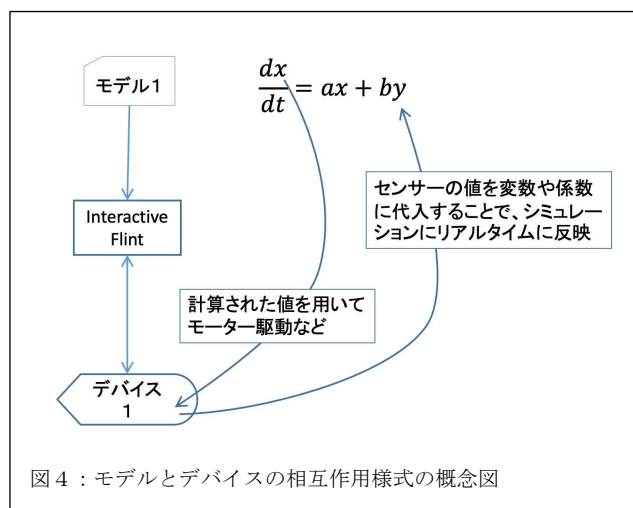 モデル１
dx/dt = ax + by
センサーの値を変数や係数
に代入することで、シミュレー
ションにリアルタイムに反映
Interactive
Flint
計算された値を用いて
モーター駆動など
デバイス
１
図４：モデルとデバイスの相互作用様式の概念図